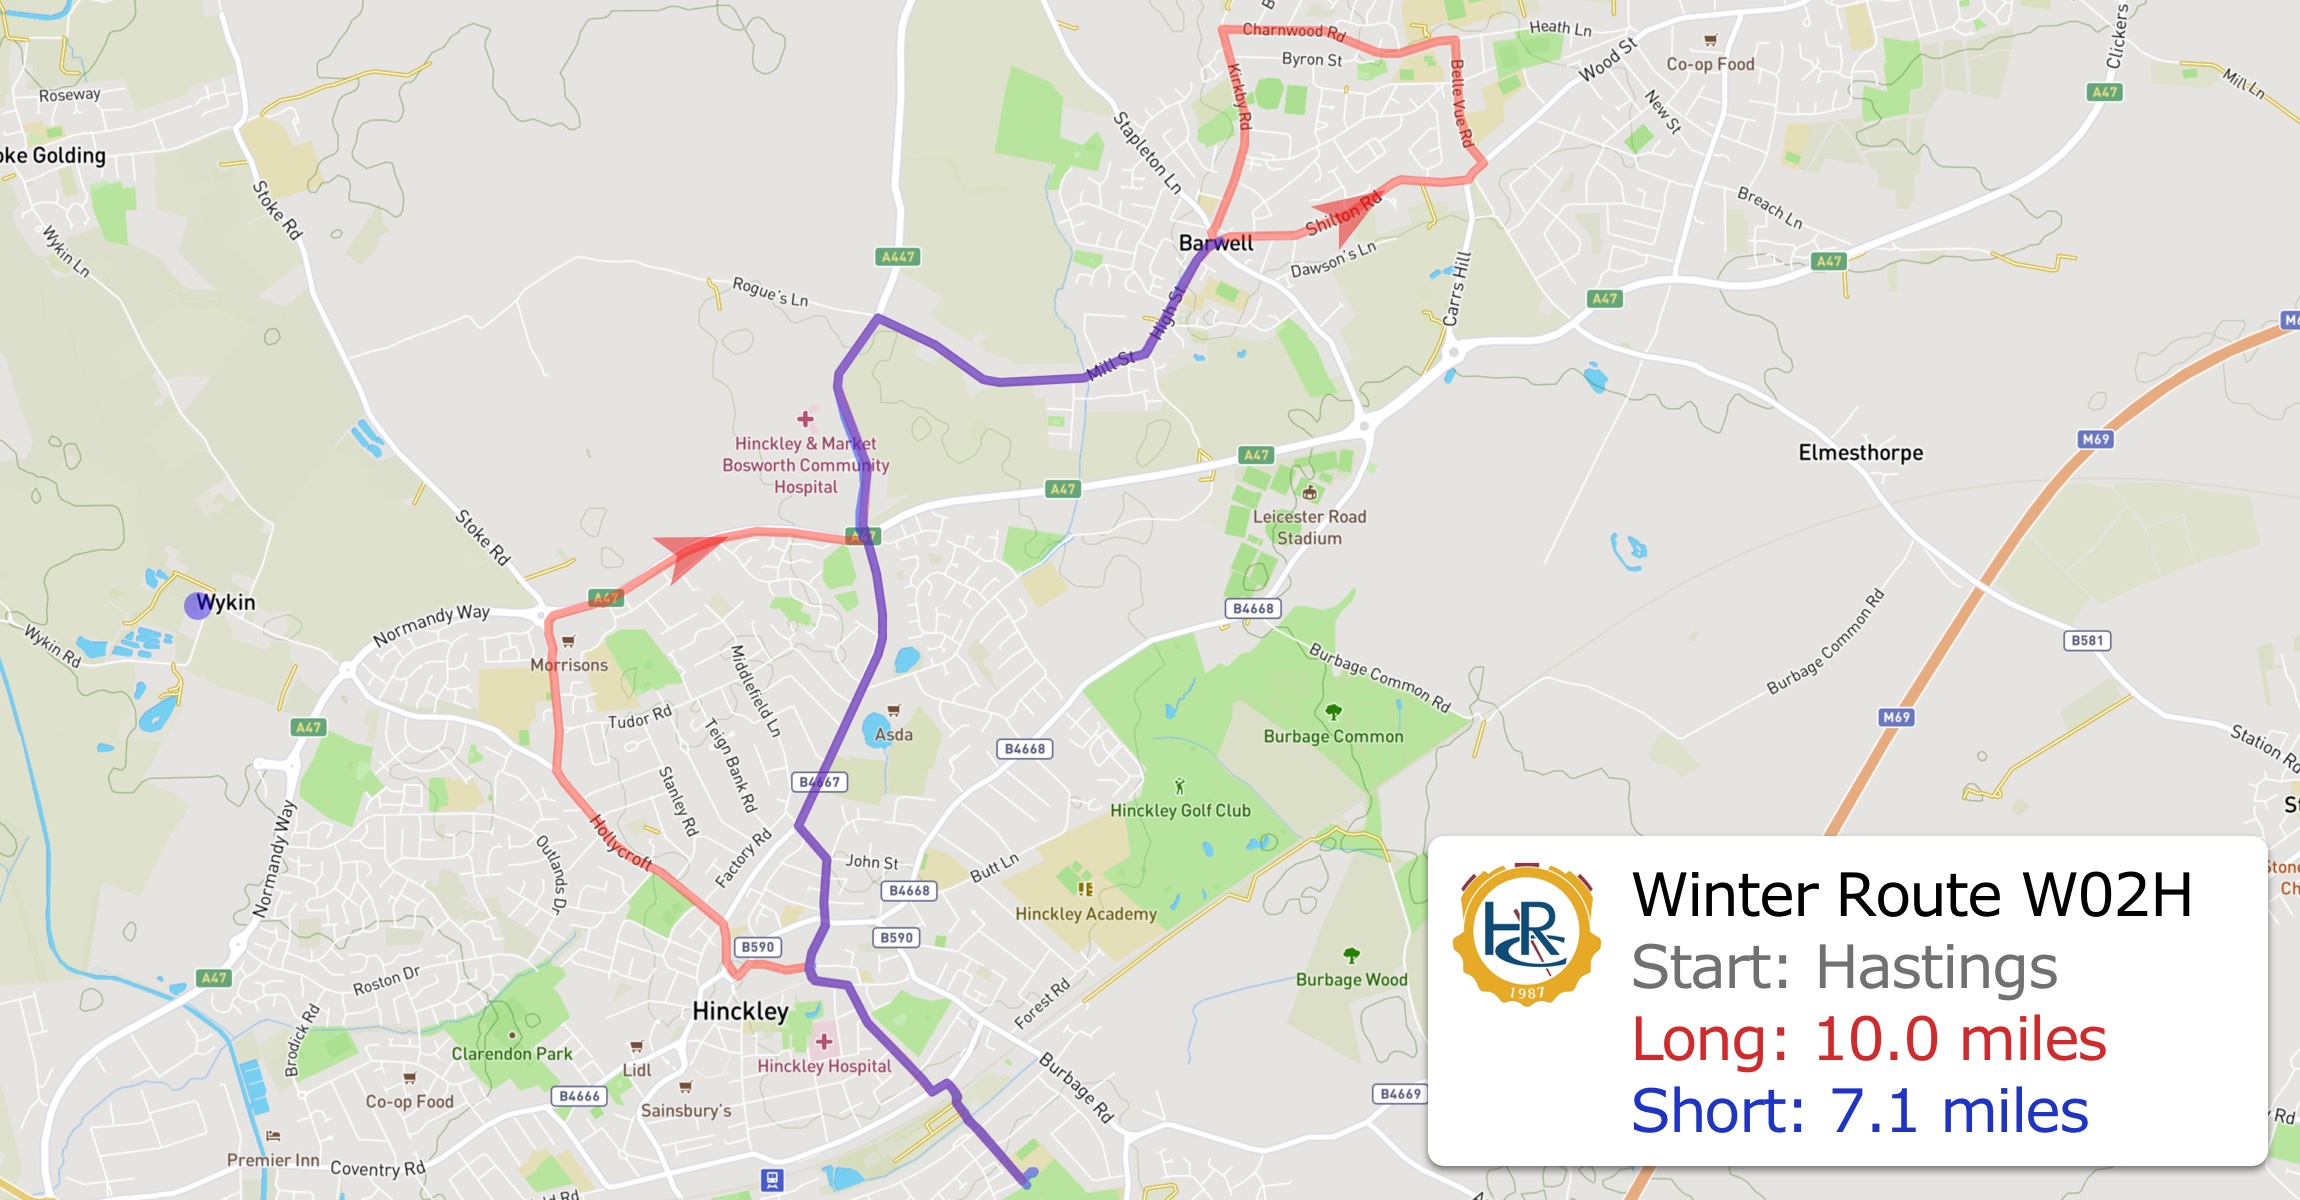 Charnwood Rd
Heath Ln
Byron St
Wood St
Co-op Food
Clickers
Mill Ln
A47
Roseway
Kirkby Rd
Belle Vue Rd
New St
Stapleton Ln
oke Golding
Stoke Rd
Breach Ln
Shilton Rd
Wykin Ln
Barwell
Dawson's Ln
A447
A47
Carrs Hill
Rogue's Ln
A47
High St
M6
Mill St
Hinckley & Market
Bosworth Community
Hospital
A47
M69
Elmesthorpe
A47
Leicester Road
Stadium
Stoke Rd
A47
A47
Wykin
Normandy Way
B4668
Wykin Rd
Morrisons
Middlefield Ln
Burbage Common Rd
Burbage Common Rd
B581
Tudor Rd
Teign Bank Rd
A47
Asda
B4668
Burbage Common
M69
Station Rd
Stanley Rd
B4667
Hinckley Golf Club
St
Normandy Way
Hollycroft
Outlands Dr
Factory Rd
John St
Butt Ln
B4668
Hinckley Academy
B590
B590
Stone
Ch
A47
Roston Dr
Burbage Wood
Hinckley
Forest Rd
Brodick Rd
Clarendon Park
Lidl
Hinckley Hospital
Burbage Rd
Co-op Food
B4666
Sainsbury's
B4669
Rd
Premier Inn
Coventry Rd
ld Rd
HR
1987
Winter Route W02H
Start: Hastings
Long: 10.0 miles
Short: 7.1 miles